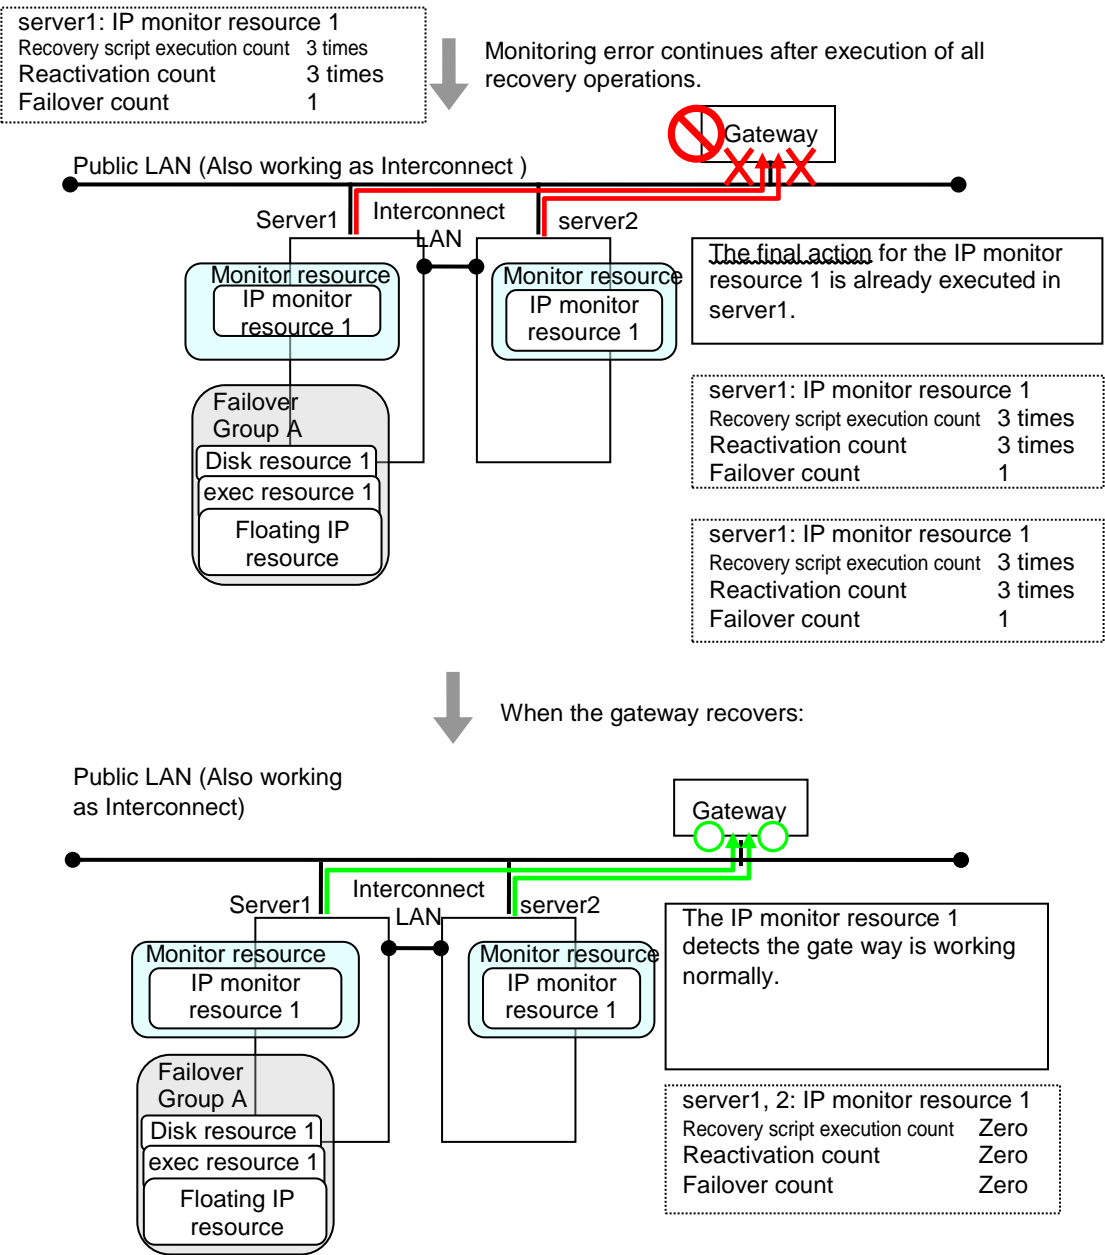 server1: IP monitor resource 1
Recovery script execution count 3 times
Reactivation count 3 times
Failover count 1
Monitoring error continues after execution of all
recovery operations.
Gateway
Public LAN (Also working as Interconnect )
Server1
Interconnect
LAN
server2
Monitor resource
IP monitor
resource 1
Monitor resource
IP monitor
resource 1
The final action for the IP monitor
resource 1 is already executed in
server1.
Failover
Group A
Disk resource 1
exec resource 1
Floating IP
resource
server1: IP monitor resource 1
Recovery script execution count 3 times
Reactivation count 3 times
Failover count 1
server1: IP monitor resource 1
Recovery script execution count 3 times
Reactivation count 3 times
Failover count 1
When the gateway recovers:
Public LAN (Also working
as Interconnect)
Gateway
Server1
Interconnect
LAN
server2
Monitor resource
IP monitor
resource 1
Monitor resource
IP monitor
resource 1
The IP monitor resource 1
detects the gate way is working
normally.
Failover
Group A
Disk resource 1
exec resource 1
Floating IP
resource
server1, 2: IP monitor resource 1
Recovery script execution count Zero
Reactivation count Zero
Failover count Zero